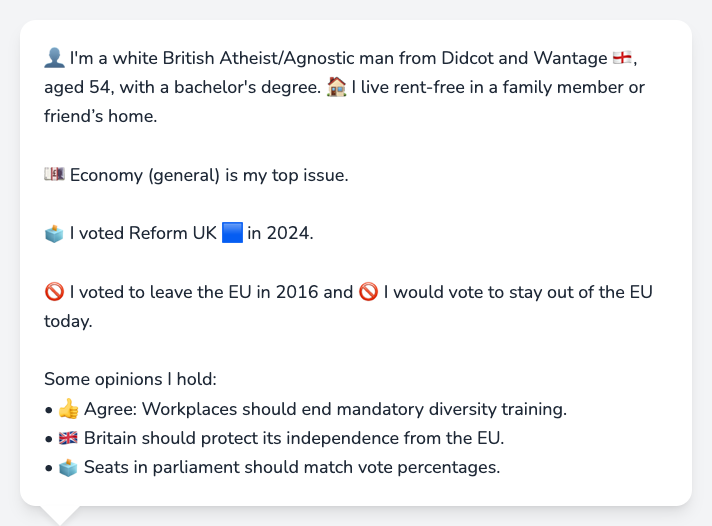 👤 I'm a white British Atheist/Agnostic man from Didcot and Wantage 🏴󠁧󠁢󠁥󠁮󠁧󠁿,
aged 54, with a bachelor's degree. 🏠 I live rent-free in a family member or
friend’s home.
💷 Economy (general) is my top issue.
🗳️ I voted Reform UK 🟦 in 2024.
🚫 I voted to leave the EU in 2016 and 🚫 I would vote to stay out of the EU
today.
Some opinions I hold:
• 👍 Agree: Workplaces should end mandatory diversity training.
• 🇬🇧 Britain should protect its independence from the EU.
• 🗳️ Seats in parliament should match vote percentages.